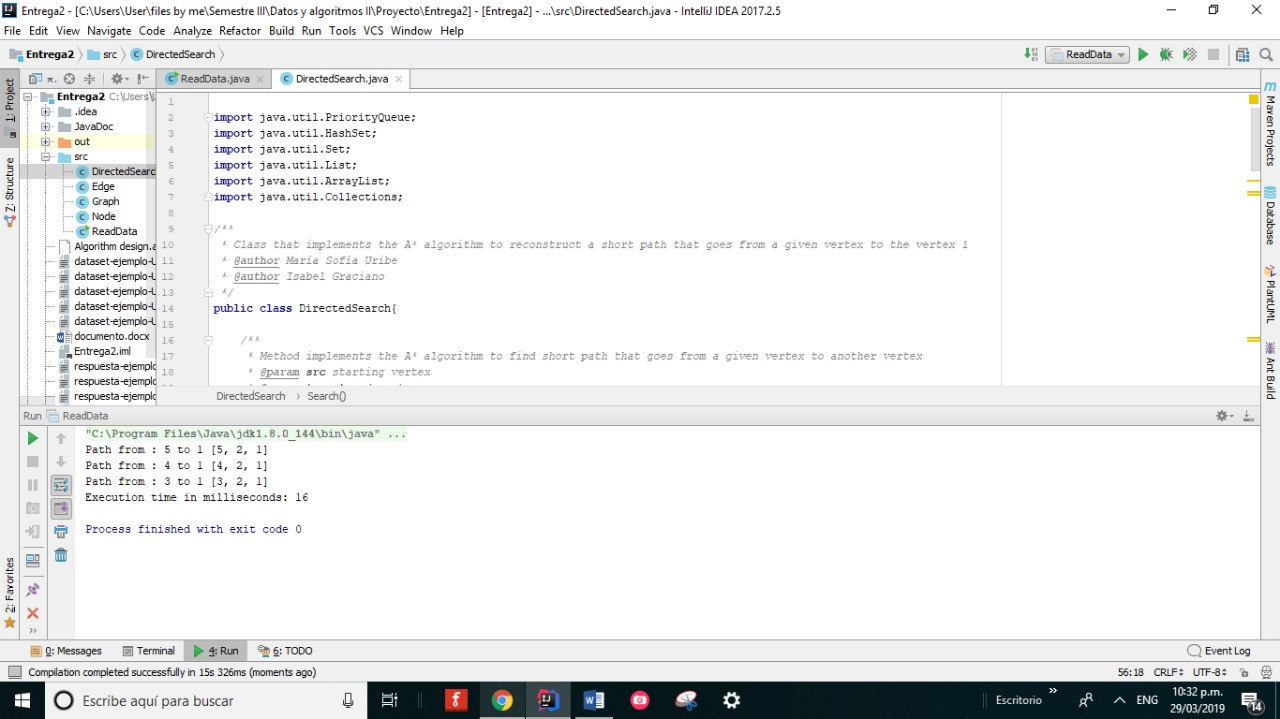 Entrega2 - [C:\Users\User\files by me\Semestre III\Datos y algoritmos II\Proyecto\Entrega2] - [Entrega2] - ...\src\DirectedSearch.java - IntelliJ IDEA 2017.2.5
File Edit View Navigate Code Analyze Refactor Build Run Tools VCS Window Help
Entrega2 src DirectedSearch
ReadData
ReadData.java DirectedSearch.java
1: Project
7: Structure
2: Favorites
Entrega2 C:\Users\U
.idea
JavaDoc
out
src
DirectedSearc
Edge
Graph
Node
ReadData
Algorithm design.a
dataset-ejemplo-U
dataset-ejemplo-U
dataset-ejemplo-U
dataset-ejemplo-U
dataset-ejemplo-U
documento.docx
Entrega2.iml
respuesta-ejemplo
respuesta-ejemplo
respuesta-ejemplo
1
2 import java.util.PriorityQueue;
3 import java.util.HashSet;
4 import java.util.Set;
5 import java.util.List;
6 import java.util.ArrayList;
7 import java.util.Collections;
8
9 /**
10 * Class that implements the A* algorithm to reconstruct a short path that goes from a given vertex to the vertex 1
11 * @author María Sofía Uribe
12 * @author Isabel Graciano
13 */
14 public class DirectedSearch{
15
16 /**
17 * Method implements the A* algorithm to find short path that goes from a given vertex to another vertex
18 * @param src starting vertex
DirectedSearch › Search()
Maven Projects
Database
PlantUML
Ant Build
Run ReadData
"C:\Program Files\Java\jdk1.8.0_144\bin\java" ...
Path from : 5 to 1 [5, 2, 1]
Path from : 4 to 1 [4, 2, 1]
Path from : 3 to 1 [3, 2, 1]
Execution time in milliseconds: 16
Process finished with exit code 0
0: Messages Terminal 4: Run 6: TODO Event Log
Compilation completed successfully in 15s 326ms (moments ago) 56:18 CRLF UTF-8
Escribe aquí para buscar
Escritorio » ENG
10:32 p.m.
29/03/2019
14